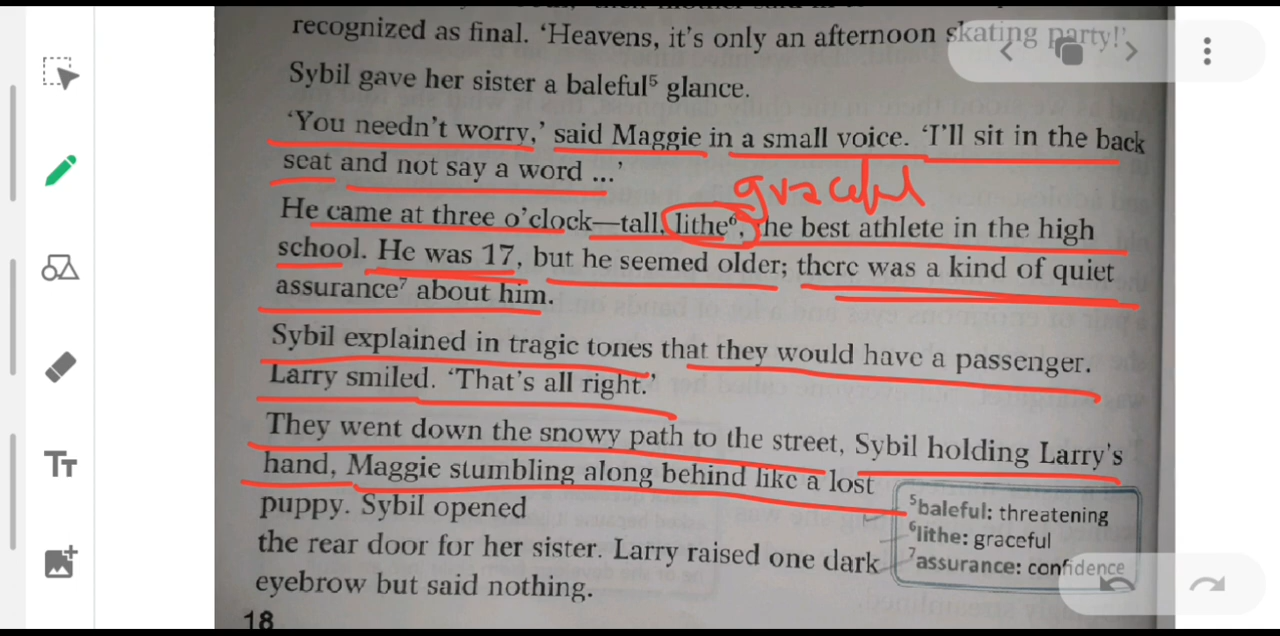 recognized as final. ‘Heavens, it’s only an afternoon skating party!’
Sybil gave her sister a baleful⁵ glance.
‘You needn’t worry,’ said Maggie in a small voice. ‘I’ll sit in the back
seat and not say a word ...’
graceful
He came at three o’clock—tall, lithe⁶, the best athlete in the high
school. He was 17, but he seemed older; there was a kind of quiet
assurance⁷ about him.
Sybil explained in tragic tones that they would have a passenger.
Larry smiled. ‘That’s all right.’
They went down the snowy path to the street, Sybil holding Larry’s
hand, Maggie stumbling along behind like a lost
puppy. Sybil opened
the rear door for her sister. Larry raised one dark
eyebrow but said nothing.
⁵baleful: threatening
⁶lithe: graceful
⁷assurance: confidence
18
Tт